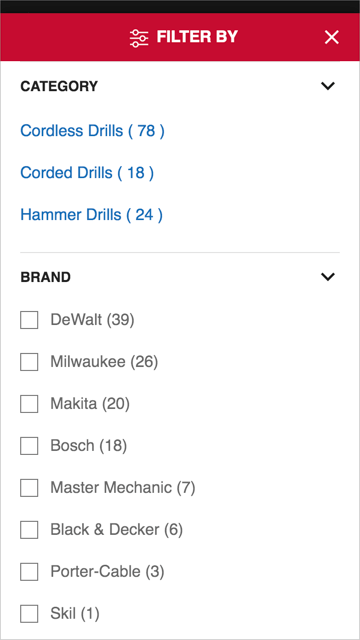 FILTER BY
CATEGORY
Cordless Drills ( 78 )
Corded Drills ( 18 )
Hammer Drills ( 24 )
BRAND
DeWalt (39)
Milwaukee (26)
Makita (20)
Bosch (18)
Master Mechanic (7)
Black & Decker (6)
Porter-Cable (3)
Skil (1)